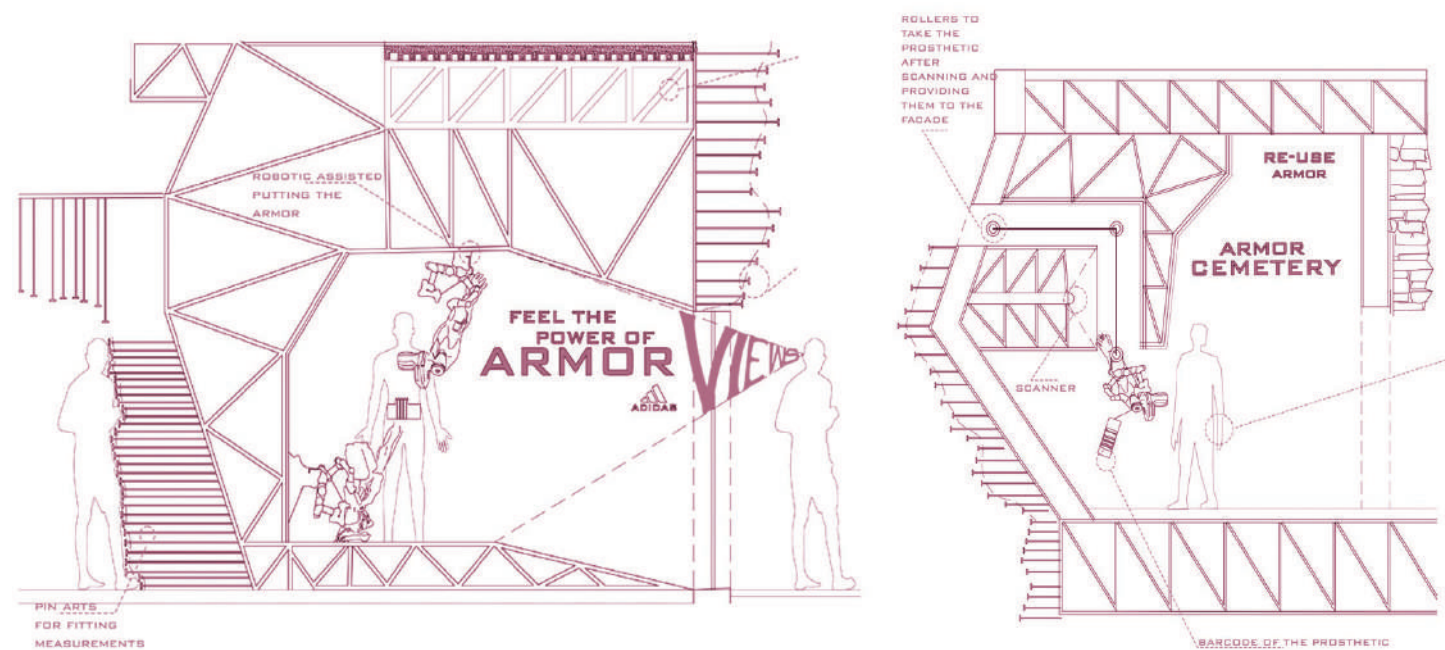 ROBOTIC ASSISTED
PUTTING THE
ARMOR
FEEL THE
POWER OF
ARMOR
ADIDAS
VIEWS
PIN ARTS
FOR FITTING
MEASUREMENTS
ROLLERS TO
TAKE THE
PROSTHETIC
AFTER
SCANNING AND
PROVIDING
THEM TO THE
FACADE
RE-USE
ARMOR
ARMOR
CEMETERY
SCANNER
BARCODE OF THE PROSTHETIC